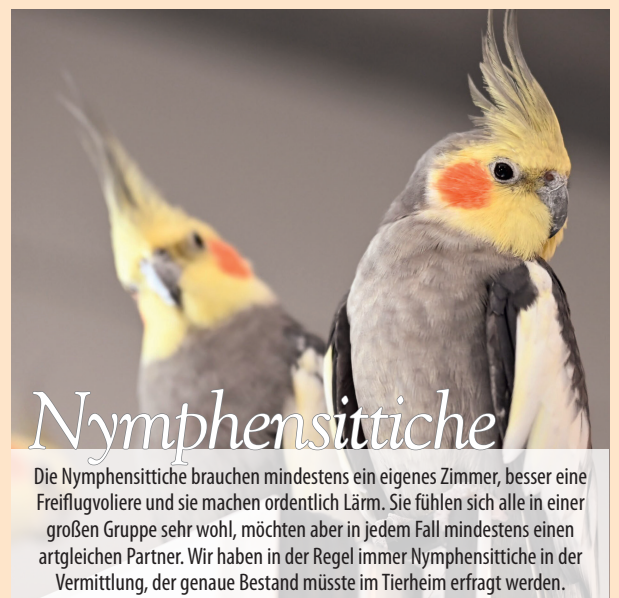 Nymphensittiche
Die Nymphensittiche brauchen mindestens ein eigenes Zimmer, besser eine
Freiflugvoliere und sie machen ordentlich Lärm. Sie fühlen sich alle in einer
großen Gruppe sehr wohl, möchten aber in jedem Fall mindestens einen
artgleichen Partner. Wir haben in der Regel immer Nymphensittiche in der
Vermittlung, der genaue Bestand müsste im Tierheim erfragt werden.